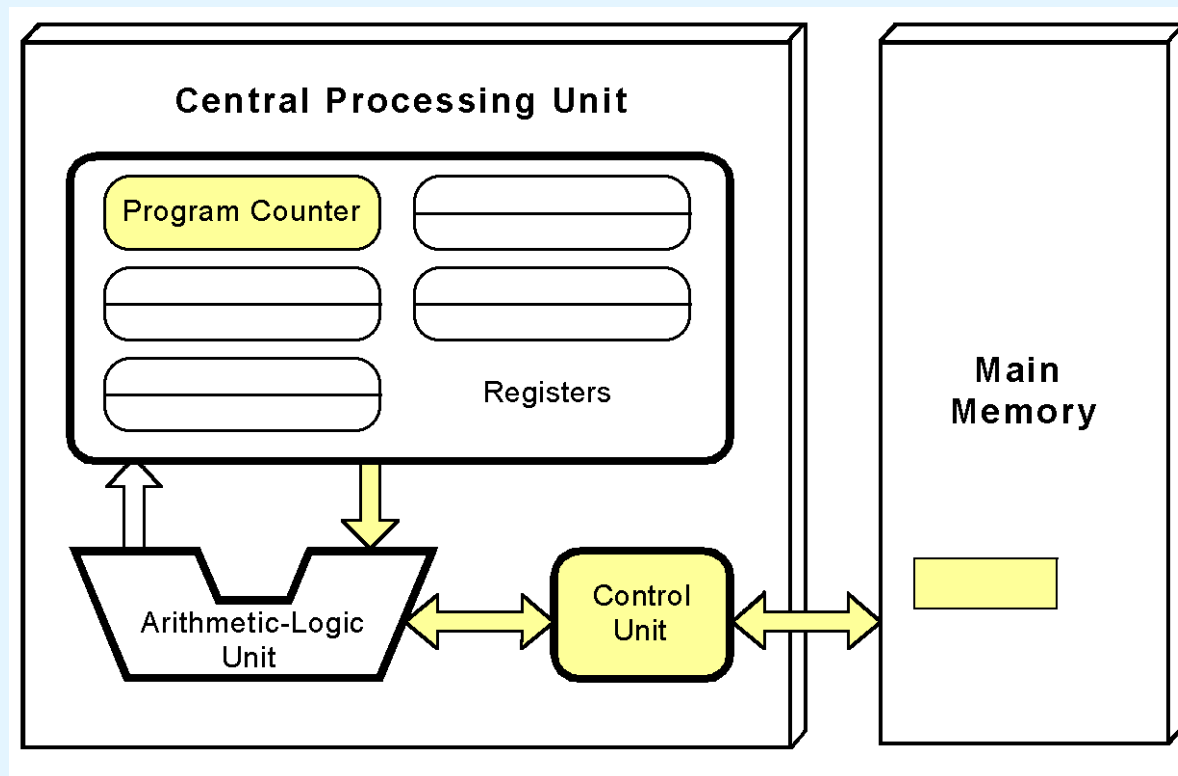 Central Processing Unit
Program Counter
Registers
Main
Memory
Arithmetic-Logic
Unit
Control
Unit